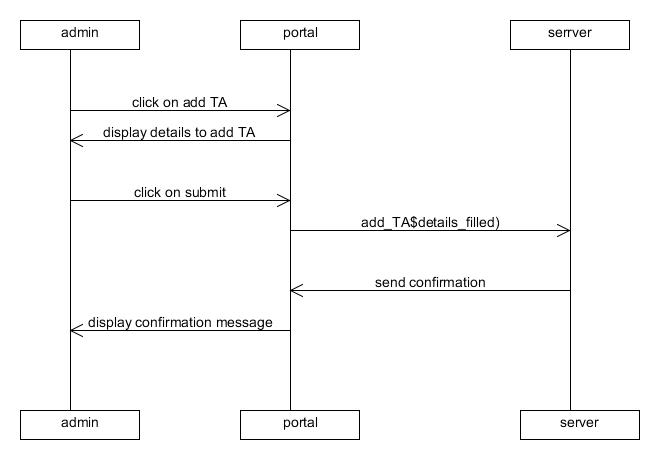 admin
portal
serrver
click on add TA
display details to add TA
click on submit
add_TA$details_filled)
send confirmation
display confirmation message
admin
portal
server